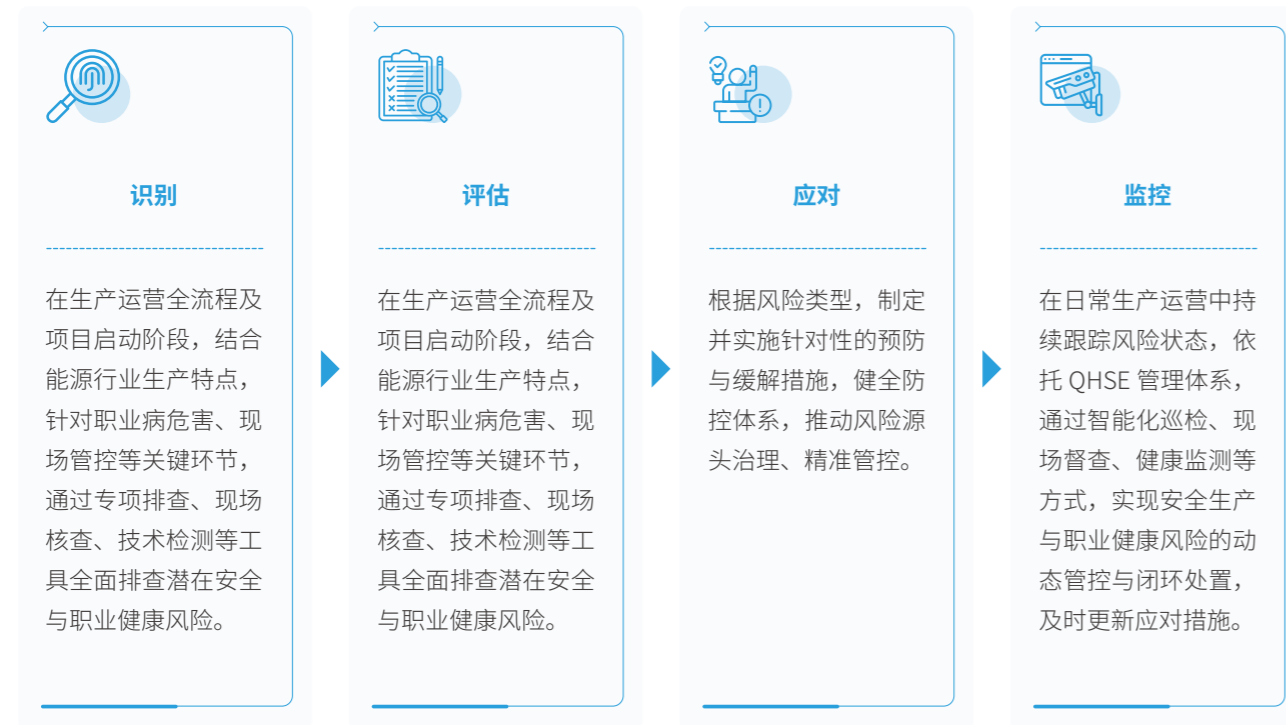 识别
在生产运营全流程及
项目启动阶段，结合
能源行业生产特点，
针对职业病危害、现
场管控等关键环节，
通过专项排查、现场
核查、技术检测等工
具全面排查潜在安全
与职业健康风险。
评估
在生产运营全流程及
项目启动阶段，结合
能源行业生产特点，
针对职业病危害、现
场管控等关键环节，
通过专项排查、现场
核查、技术检测等工
具全面排查潜在安全
与职业健康风险。
应对
根据风险类型，制定
并实施针对性的预防
与缓解措施，健全防
控体系，推动风险源
头治理、精准管控。
监控
在日常生产运营中持
续跟踪风险状态，依
托 QHSE 管理体系，
通过智能化巡检、现
场督查、健康监测等
方式，实现安全生产
与职业健康风险的动
态管控与闭环处置，
及时更新应对措施。